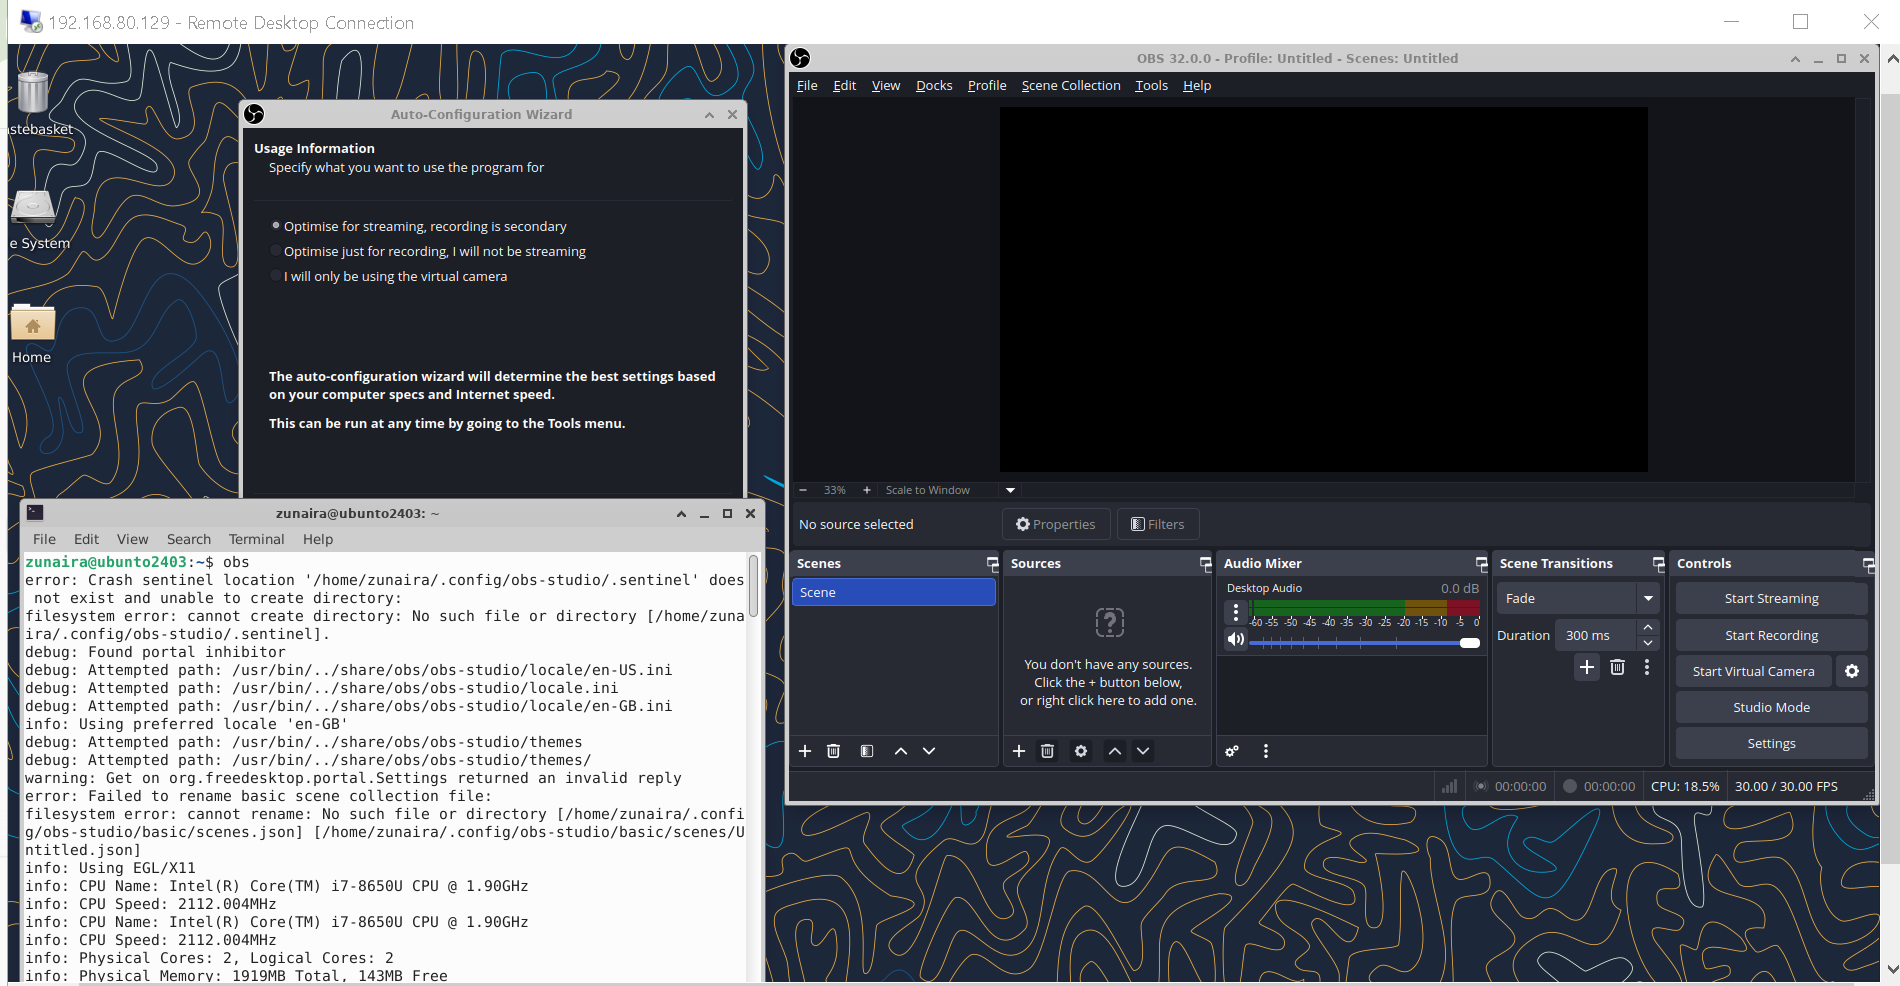 192.168.80.129 - Remote Desktop Connection
stebasket
e System
Home
Auto-Configuration Wizard
Usage Information
Specify what you want to use the program for
Optimise for streaming, recording is secondary
Optimise just for recording, I will not be streaming
I will only be using the virtual camera
The auto-configuration wizard will determine the best settings based
on your computer specs and Internet speed.
This can be run at any time by going to the Tools menu.
zunaira@ubunto2403: ~
File Edit View Search Terminal Help
zunaira@ubunto2403:~$ obs
error: Crash sentinel location '/home/zunaira/.config/obs-studio/.sentinel' does
not exist and unable to create directory:
filesystem error: cannot create directory: No such file or directory [/home/zuna
ira/.config/obs-studio/.sentinel].
debug: Found portal inhibitor
debug: Attempted path: /usr/bin/../share/obs/obs-studio/locale/en-US.ini
debug: Attempted path: /usr/bin/../share/obs/obs-studio/locale.ini
debug: Attempted path: /usr/bin/../share/obs/obs-studio/locale/en-GB.ini
info: Using preferred locale 'en-GB'
debug: Attempted path: /usr/bin/../share/obs/obs-studio/themes
debug: Attempted path: /usr/bin/../share/obs/obs-studio/themes/
warning: Get on org.freedesktop.portal.Settings returned an invalid reply
error: Failed to rename basic scene collection file:
filesystem error: cannot rename: No such file or directory [/home/zunaira/.confi
g/obs-studio/basic/scenes.json] [/home/zunaira/.config/obs-studio/basic/scenes/U
ntitled.json]
info: Using EGL/X11
info: CPU Name: Intel(R) Core(TM) i7-8650U CPU @ 1.90GHz
info: CPU Speed: 2112.004MHz
info: CPU Name: Intel(R) Core(TM) i7-8650U CPU @ 1.90GHz
info: CPU Speed: 2112.004MHz
info: Physical Cores: 2, Logical Cores: 2
info: Physical Memory: 1919MB Total, 143MB Free
OBS 32.0.0 - Profile: Untitled - Scenes: Untitled
File Edit View Docks Profile Scene Collection Tools Help
33% Scale to Window
No source selected
Properties
Filters
Scenes
Scene
Sources
You don't have any sources.
Click the + button below,
or right click here to add one.
Audio Mixer
Desktop Audio 0.0 dB
-60 -55 -50 -45 -40 -35 -30 -25 -20 -15 -10 -5 0
Scene Transitions
Fade
Duration 300 ms
Controls
Start Streaming
Start Recording
Start Virtual Camera
Studio Mode
Settings
00:00:00 00:00:00 CPU: 18.5% 30.00 / 30.00 FPS